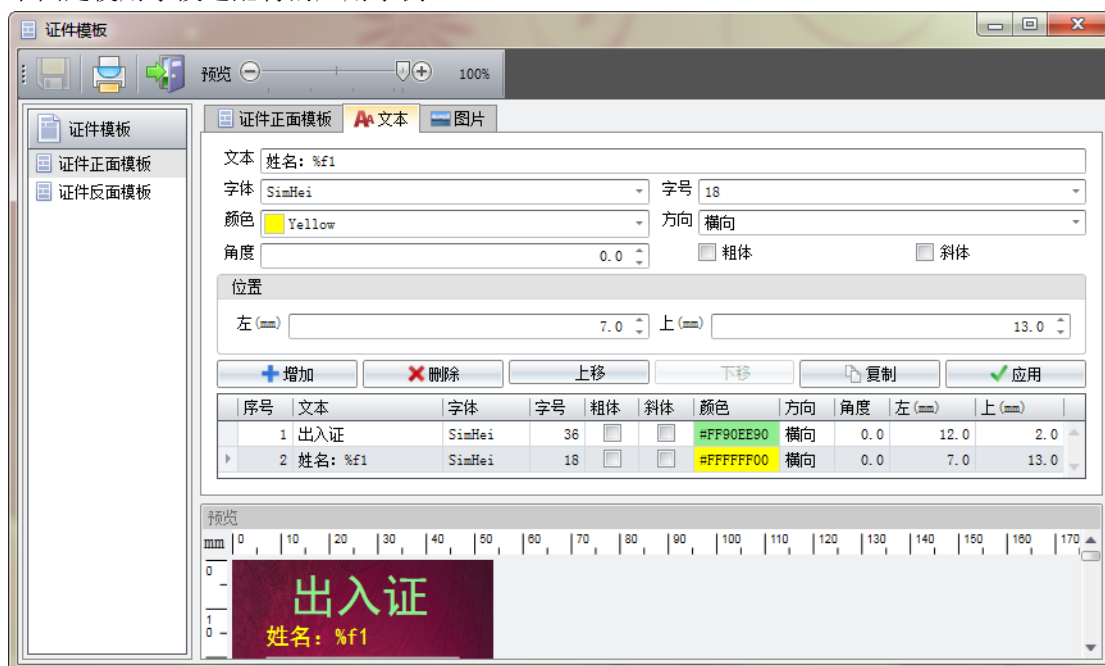 证件模板
预览 100%
证件模板
证件正面模板
证件反面模板
证件正面模板 文本 图片
文本 姓名: %f1
字体 SimHei 字号 18
颜色 Yellow 方向 横向
角度 0.0 粗体 斜体
位置
左(mm) 7.0 上(mm) 13.0
增加 删除 上移 下移 复制 应用
序号 文本 字体 字号 粗体 斜体 颜色 方向 角度 左(mm) 上(mm)
1 出入证 SimHei 36 #FF90EE90 横向 0.0 12.0 2.0
2 姓名: %f1 SimHei 18 #FFFFFF00 横向 0.0 7.0 13.0
预览
mm 0 10 20 30 40 50 60 70 80 90 100 110 120 130 140 150 160 170
0
出入证
10
姓名: %f1